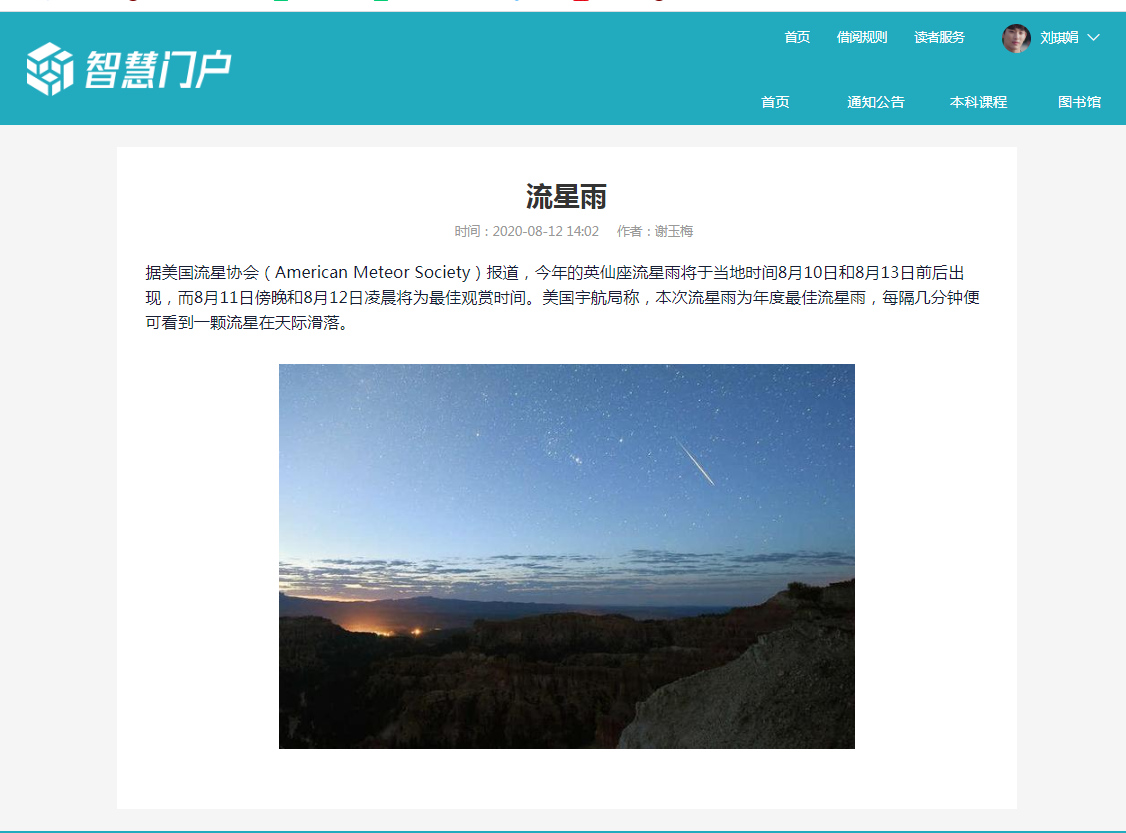 智慧门户
首页 借阅规则 读者服务 刘琪娟
首页 通知公告 本科课程 图书馆
流星雨
时间：2020-08-12 14:02 作者：谢玉梅
据美国流星协会（American Meteor Society）报道，今年的英仙座流星雨将于当地时间8月10日和8月13日前后出
现，而8月11日傍晚和8月12日凌晨将为最佳观赏时间。美国宇航局称，本次流星雨为年度最佳流星雨，每隔几分钟便
可看到一颗流星在天际滑落。